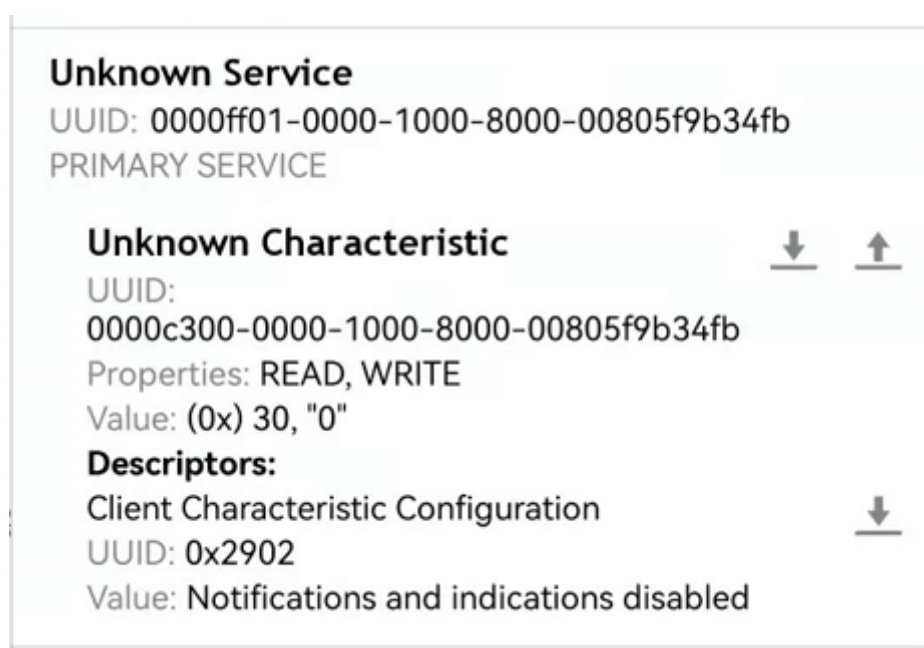 Unknown Service
UUID: 0000ff01-0000-1000-8000-00805f9b34fb
PRIMARY SERVICE
Unknown Characteristic
UUID:
0000c300-0000-1000-8000-00805f9b34fb
Properties: READ, WRITE
Value: (0x) 30, "0"
Descriptors:
Client Characteristic Configuration
UUID: 0x2902
Value: Notifications and indications disabled